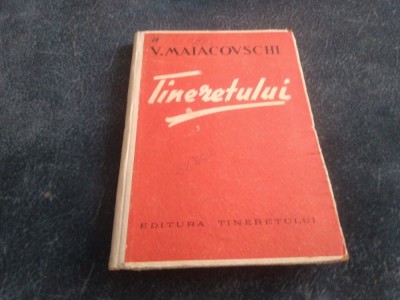 V. MAIACOVSCHI
Tineretului
EDITURA TINERETULUI